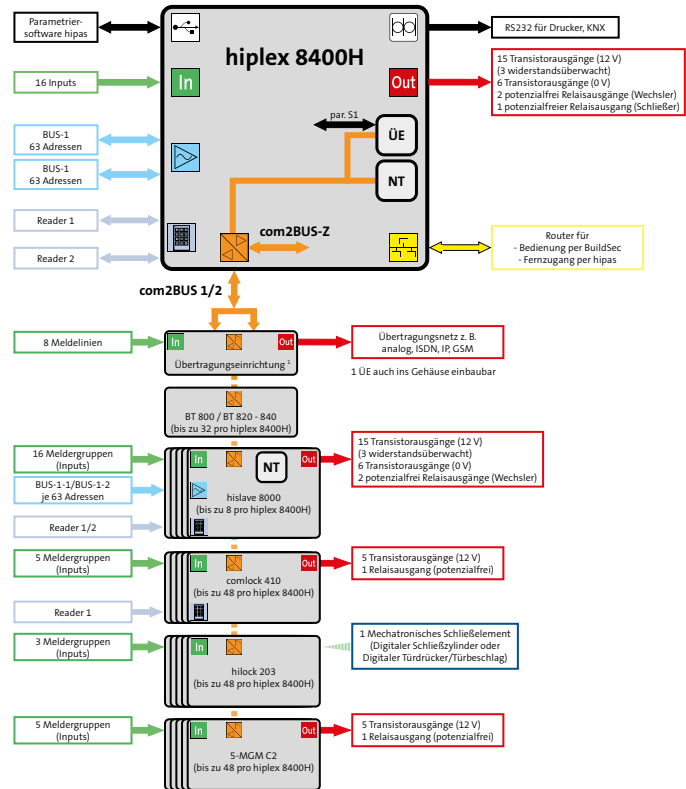 Parametrier-
software hipas
hiplex 8400H
RS232 für Drucker, KNX
16 Inputs
In
Out
15 Transistorausgänge (12 V)
(3 widerstandsüberwacht)
6 Transistorausgänge (0 V)
2 potenzialfrei Relaisausgänge (Wechsler)
1 potenzialfreier Relaisausgang (Schließer)
par. S1
ÜE
BUS-1
63 Adressen
BUS-1
63 Adressen
NT
Reader 1
Reader 2
com2BUS-Z
Router für
- Bedienung per BuildSec
- Fernzugang per hipas
com2BUS 1/2
8 Meldelinien
In
Out
Übertragungseinrichtung 1
Übertragungsnetz z. B.
analog, ISDN, IP, GSM
1 ÜE auch ins Gehäuse einbaubar
BT 800 / BT 820 - 840
(bis zu 32 pro hiplex 8400H)
16 Meldergruppen
(Inputs)
BUS-1-1/BUS-1-2
je 63 Adressen
Reader 1/2
In
NT
Out
hislave 8000
(bis zu 8 pro hiplex 8400H)
15 Transistorausgänge (12 V)
(3 widerstandsüberwacht)
6 Transistorausgänge (0 V)
2 potenzialfrei Relaisausgänge (Wechsler)
5 Meldergruppen
(Inputs)
Reader 1
In
Out
comlock 410
(bis zu 48 pro hiplex 8400H)
5 Transistorausgänge (12 V)
1 Relaisausgang (potenzialfrei)
3 Meldergruppen
(Inputs)
In
hilock 203
(bis zu 48 pro hiplex 8400H)
1 Mechatronisches Schließelement
(Digitaler Schließzylinder oder
Digitaler Türdrücker/Türbeschlag)
5 Meldergruppen
(Inputs)
In
Out
5-MGM C2
(bis zu 48 pro hiplex 8400H)
5 Transistorausgänge (12 V)
1 Relaisausgang (potenzialfrei)